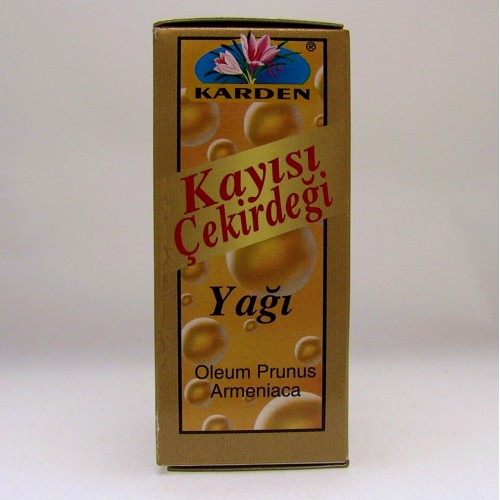 ®
KARDEN
Kayısı
Çekirdeği
Yağı
Oleum Prunus
Armeniaca